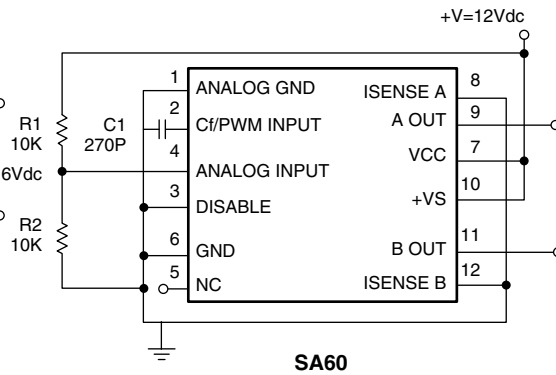 +V=12Vdc
1
ANALOG GND
ISENSE A
8
R1
10K
C1
270P
2
Cf/PWM INPUT
A OUT
9
4
VCC
7
6Vdc
ANALOG INPUT
+VS
10
3
DISABLE
R2
10K
6
GND
B OUT
11
5
NC
ISENSE B
12
SA60